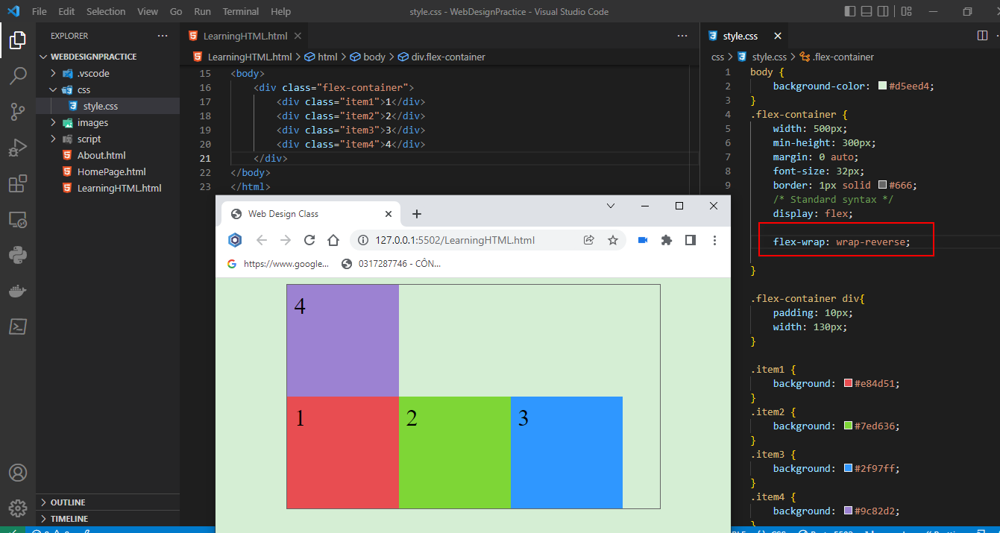 File Edit Selection View Go Run Terminal Help
style.css - WebDesignPractice - Visual Studio Code
EXPLORER
WEBDESIGNPRACTICE
.vscode
css
style.css
images
script
About.html
HomePage.html
LearningHTML.html
OUTLINE
TIMELINE
LearningHTML.html
LearningHTML.html > html > body > div.flex-container
15 <body>
16 <div class="flex-container">
17 <div class="item1">1</div>
18 <div class="item2">2</div>
19 <div class="item3">3</div>
20 <div class="item4">4</div>
21 </div>
22 </body>
23 </html>
Web Design Class
127.0.0.1:5502/LearningHTML.html
https://www.google... 0317287746 - CÔN...
4
1 2 3
style.css
css > style.css > .flex-container
1 body {
2 background-color: #d5eed4;
3 }
4 .flex-container {
5 width: 500px;
6 min-height: 300px;
7 margin: 0 auto;
8 font-size: 32px;
9 border: 1px solid #666;
/* Standard syntax */
display: flex;
flex-wrap: wrap-reverse;
}
.flex-container div{
padding: 10px;
width: 130px;
}
.item1 {
background: #e84d51;
}
.item2 {
background: #7ed636;
}
.item3 {
background: #2f97ff;
}
.item4 {
background: #9c82d2;
}